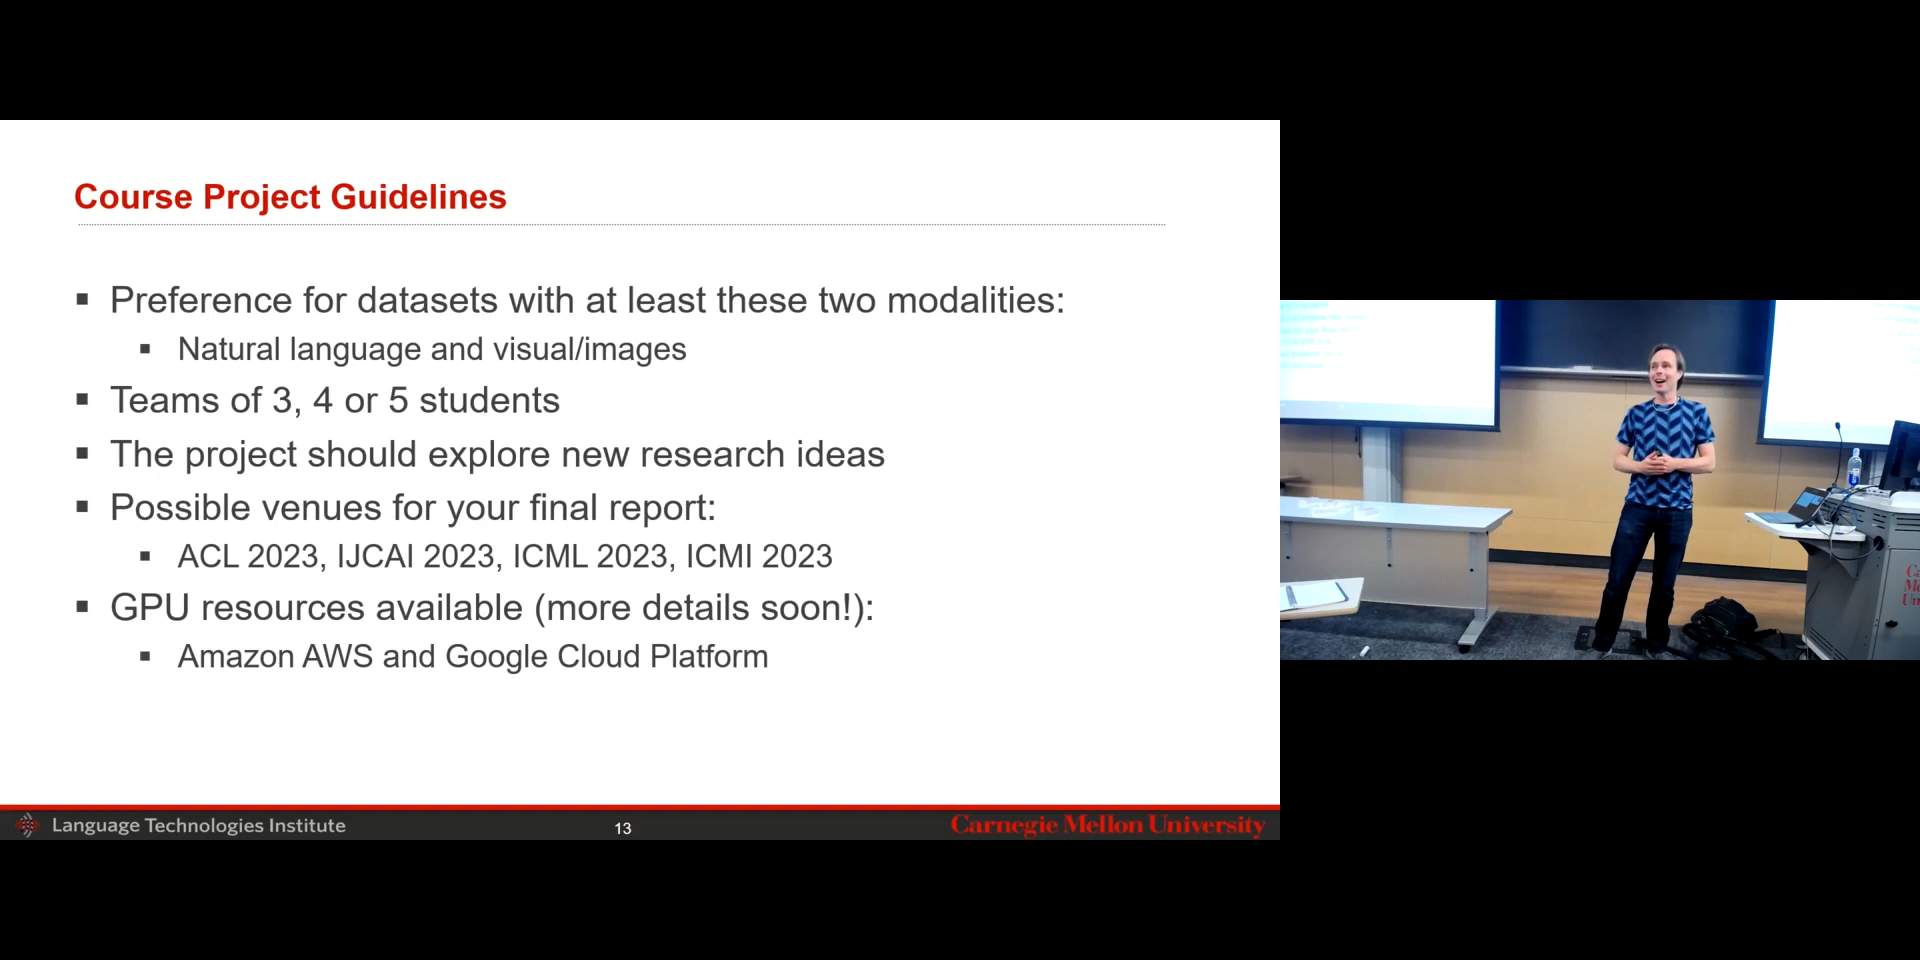 Course Project Guidelines
▪ Preference for datasets with at least these two modalities:
▪ Natural language and visual/images
▪ Teams of 3, 4 or 5 students
▪ The project should explore new research ideas
▪ Possible venues for your final report:
▪ ACL 2023, IJCAI 2023, ICML 2023, ICMI 2023
▪ GPU resources available (more details soon!):
▪ Amazon AWS and Google Cloud Platform
Language Technologies Institute
13
Carnegie Mellon University